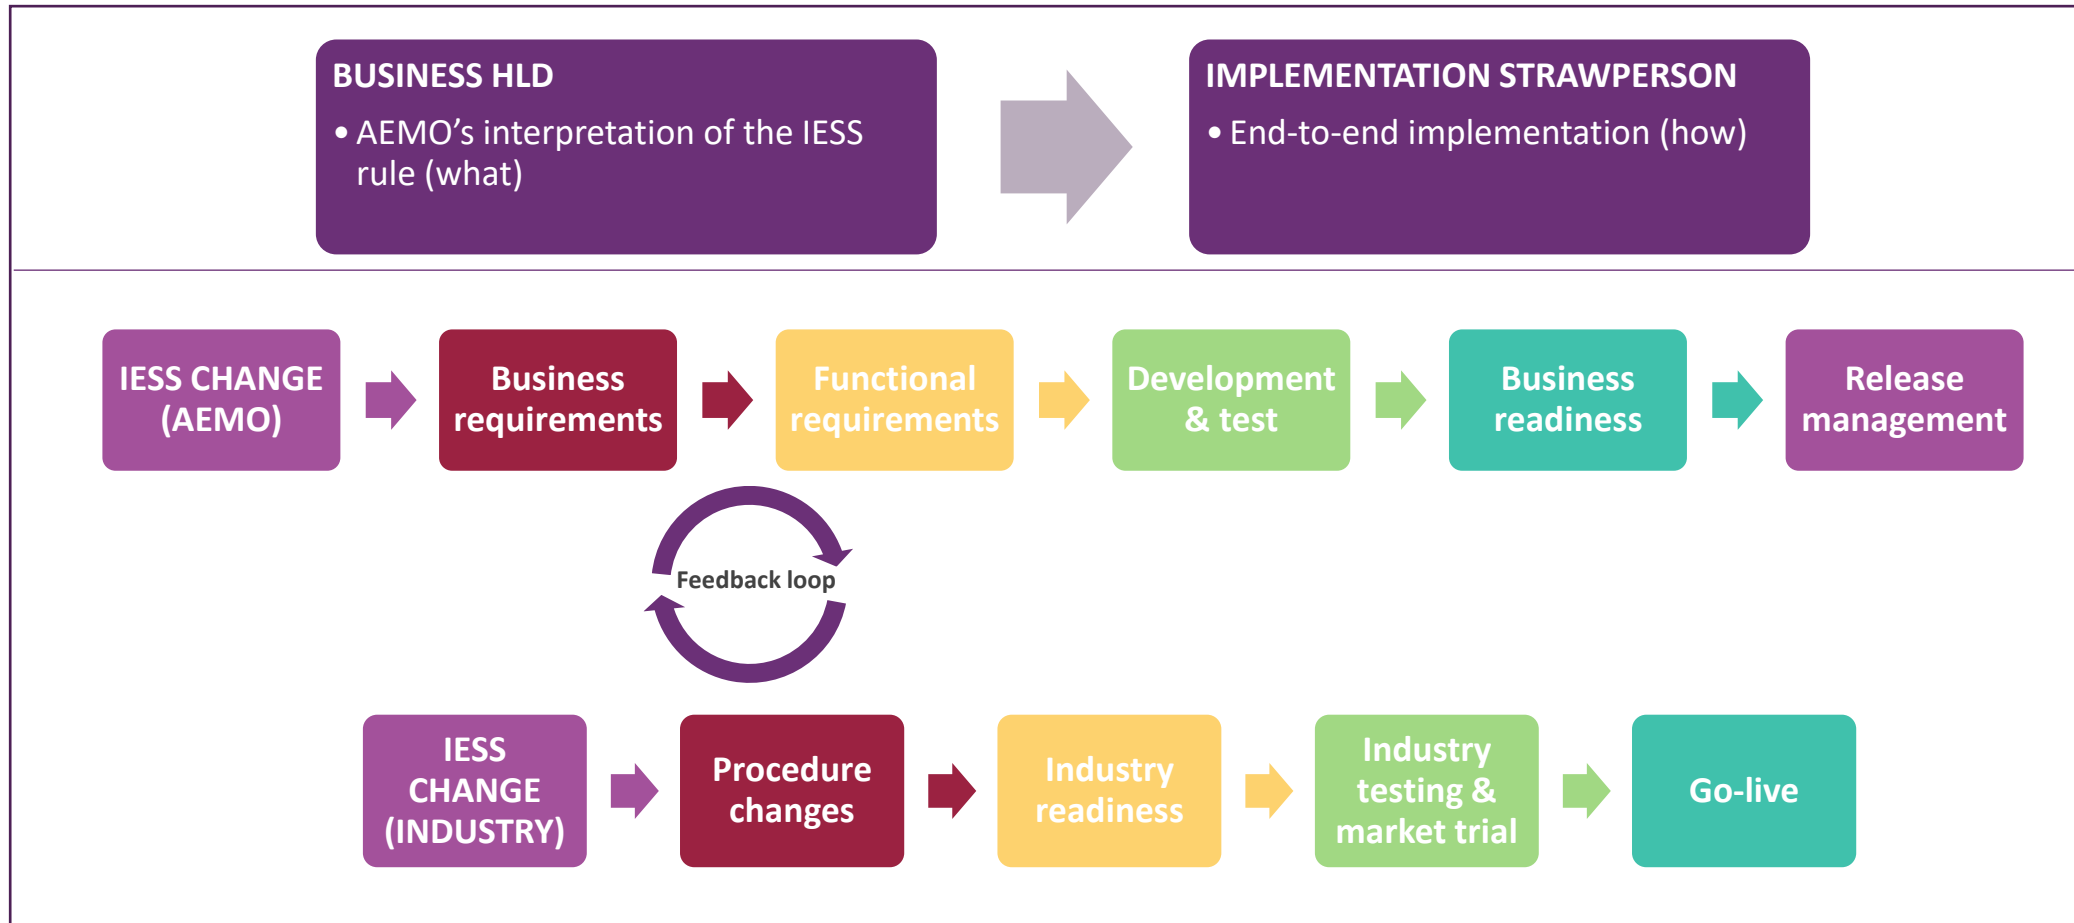 BUSINESS HLD
• AEMO’s interpretation of the IESS
rule (what)
IMPLEMENTATION STRAWPERSON
• End-to-end implementation (how)
IESS CHANGE
(AEMO)
Business
requirements
Functional
requirements
Development
& test
Business
readiness
Release
management
Feedback loop
IESS
CHANGE
(INDUSTRY)
Procedure
changes
Industry
readiness
Industry
testing &
market trial
Go-live